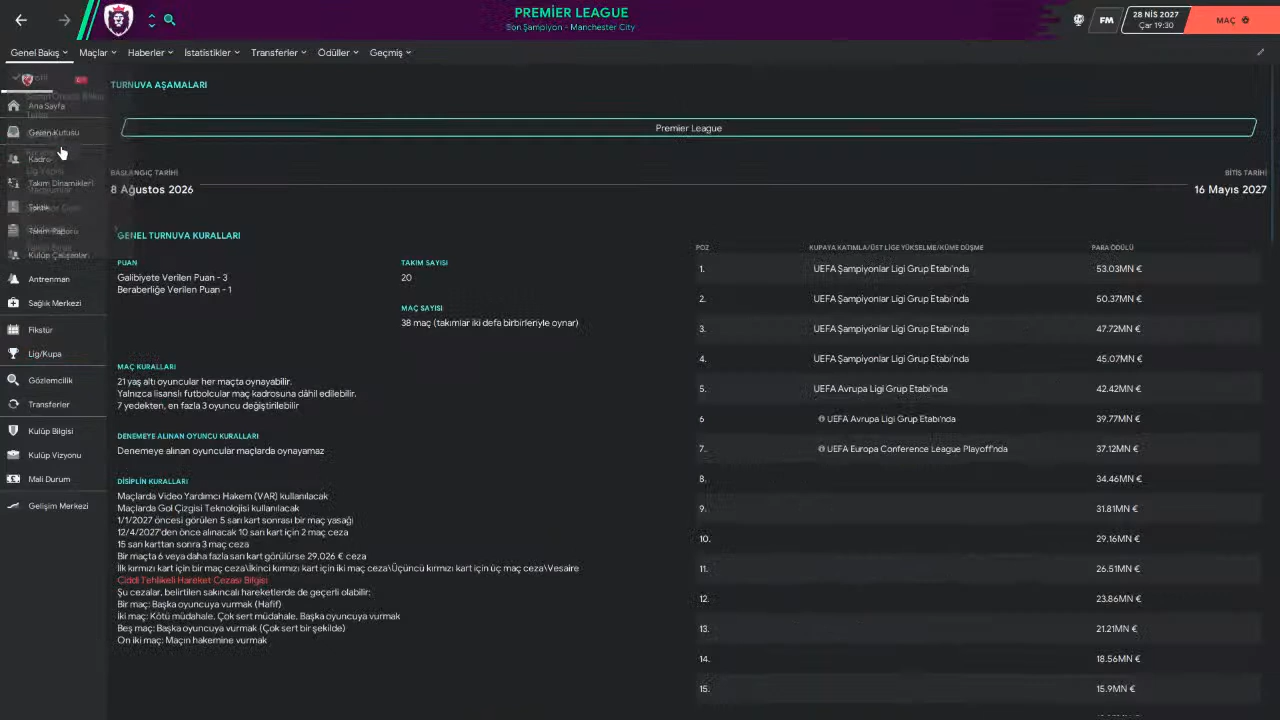 PREMİER LEAGUE
Son Şampiyon - Manchester City
FM
28 NİS 2027
Çar 19:30
MAÇ
Genel Bakış
Maçlar
Haberler
İstatistikler
Transferler
Ödüller
Geçmiş
Ana Sayfa
Gelen Kutusu
Kadro
Takım Dinamikleri
Taktik
Takım Raporu
Kulüp Çalışanları
Antrenman
Sağlık Merkezi
Fikstür
Lig/Kupa
Gözlemcilik
Transferler
Kulüp Bilgisi
Kulüp Vizyonu
Mali Durum
Gelişim Merkezi
TURNUVA AŞAMALARI
Premier League
BAŞLANGIÇ TARİHİ
8 Ağustos 2026
BİTİŞ TARİHİ
16 Mayıs 2027
GENEL TURNUVA KURALLARI
PUAN
Galibiyete Verilen Puan - 3
Beraberliğe Verilen Puan - 1
TAKIM SAYISI
20
MAÇ SAYISI
38 maç (takımlar iki defa birbirleriyle oynar)
MAÇ KURALLARI
21 yaş altı oyuncular her maçta oynayabilir.
Yalnızca lisanslı futbolcular maç kadrosuna dâhil edilebilir.
7 yedekten, en fazla 3 oyuncu değiştirilebilir
DENEMEYE ALINAN OYUNCU KURALLARI
Denemeye alınan oyuncular maçlarda oynayamaz
DİSİPLİN KURALLARI
Maçlarda Video Yardımcı Hakem (VAR) kullanılacak
Maçlarda Gol Çizgisi Teknolojisi kullanılacak
1/1/2027 öncesi görülen 5 sarı kart sonrası bir maç yasağı
12/4/2027'den önce alınacak 10 sarı kart için 2 maç ceza
15 sarı karttan sonra 3 maç ceza
Bir maçta 6 veya daha fazla sarı kart görülürse 29,026 € ceza
İlk kırmızı kart için bir maç ceza\İkinci kırmızı kart için iki maç ceza\Üçüncü kırmızı kart için üç maç ceza\Vesaire
Ciddi Tehlikeli Hareket Cezası Bilgisi
Şu cezalar, belirtilen sakıncalı hareketlerde de geçerli olabilir:
Bir maç: Başka oyuncuya vurmak (Hafif)
İki maç: Kötü müdahale, Çok sert müdahale, Başka oyuncuya vurmak
Beş maç: Başka oyuncuya vurmak (Çok sert bir şekilde)
On iki maç: Maçın hakemine vurmak
POZ KUPAYA KATIMLA/ÜST LİGE YÜKSELME/KÜME DÜŞME PARA ÖDÜLÜ
1. UEFA Şampiyonlar Ligi Grup Etabı'nda 53.03MN €
2. UEFA Şampiyonlar Ligi Grup Etabı'nda 50.37MN €
3. UEFA Şampiyonlar Ligi Grup Etabı'nda 47.72MN €
4. UEFA Şampiyonlar Ligi Grup Etabı'nda 45.07MN €
5. UEFA Avrupa Ligi Grup Etabı'nda 42.42MN €
6 UEFA Avrupa Ligi Grup Etabı'nda 39.77MN €
7. UEFA Europa Conference League Playoff'nda 37.12MN €
8. 34.46MN €
9. 31.81MN €
10. 29.16MN €
11. 26.51MN €
12. 23.86MN €
13. 21.21MN €
14. 18.56MN €
15. 15.9MN €